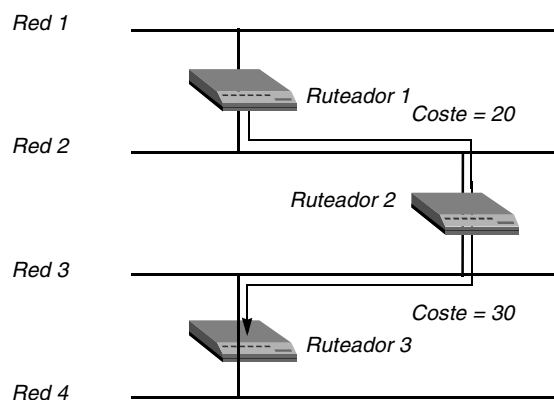 Red 1
Ruteador 1
Coste = 20
Red 2
Ruteador 2
Red 3
Coste = 30
Ruteador 3
Red 4